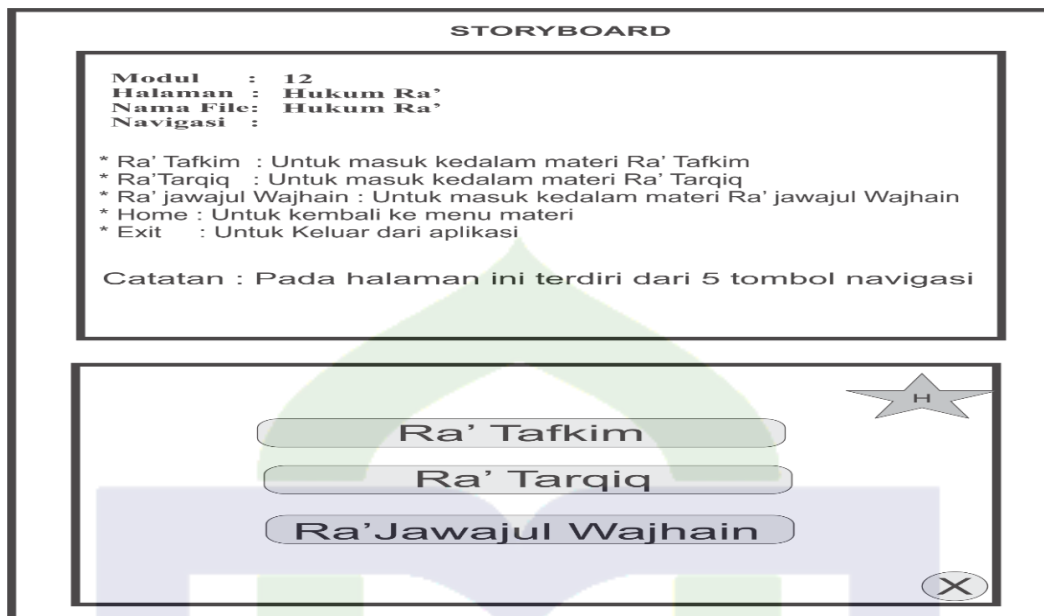 STORYBOARD
Modul : 12
Halaman : Hukum Ra’
Nama File: Hukum Ra’
Navigasi :
* Ra’ Tafkim : Untuk masuk kedalam materi Ra’ Tafkim
* Ra’Tarqiq : Untuk masuk kedalam materi Ra’ Tarqiq
* Ra’ jawajul Wajhain : Untuk masuk kedalam materi Ra’ jawajul Wajhain
* Home : Untuk kembali ke menu materi
* Exit : Untuk Keluar dari aplikasi
Catatan : Pada halaman ini terdiri dari 5 tombol navigasi
H
Ra’ Tafkim
Ra’ Tarqiq
Ra’Jawajul Wajhain
X